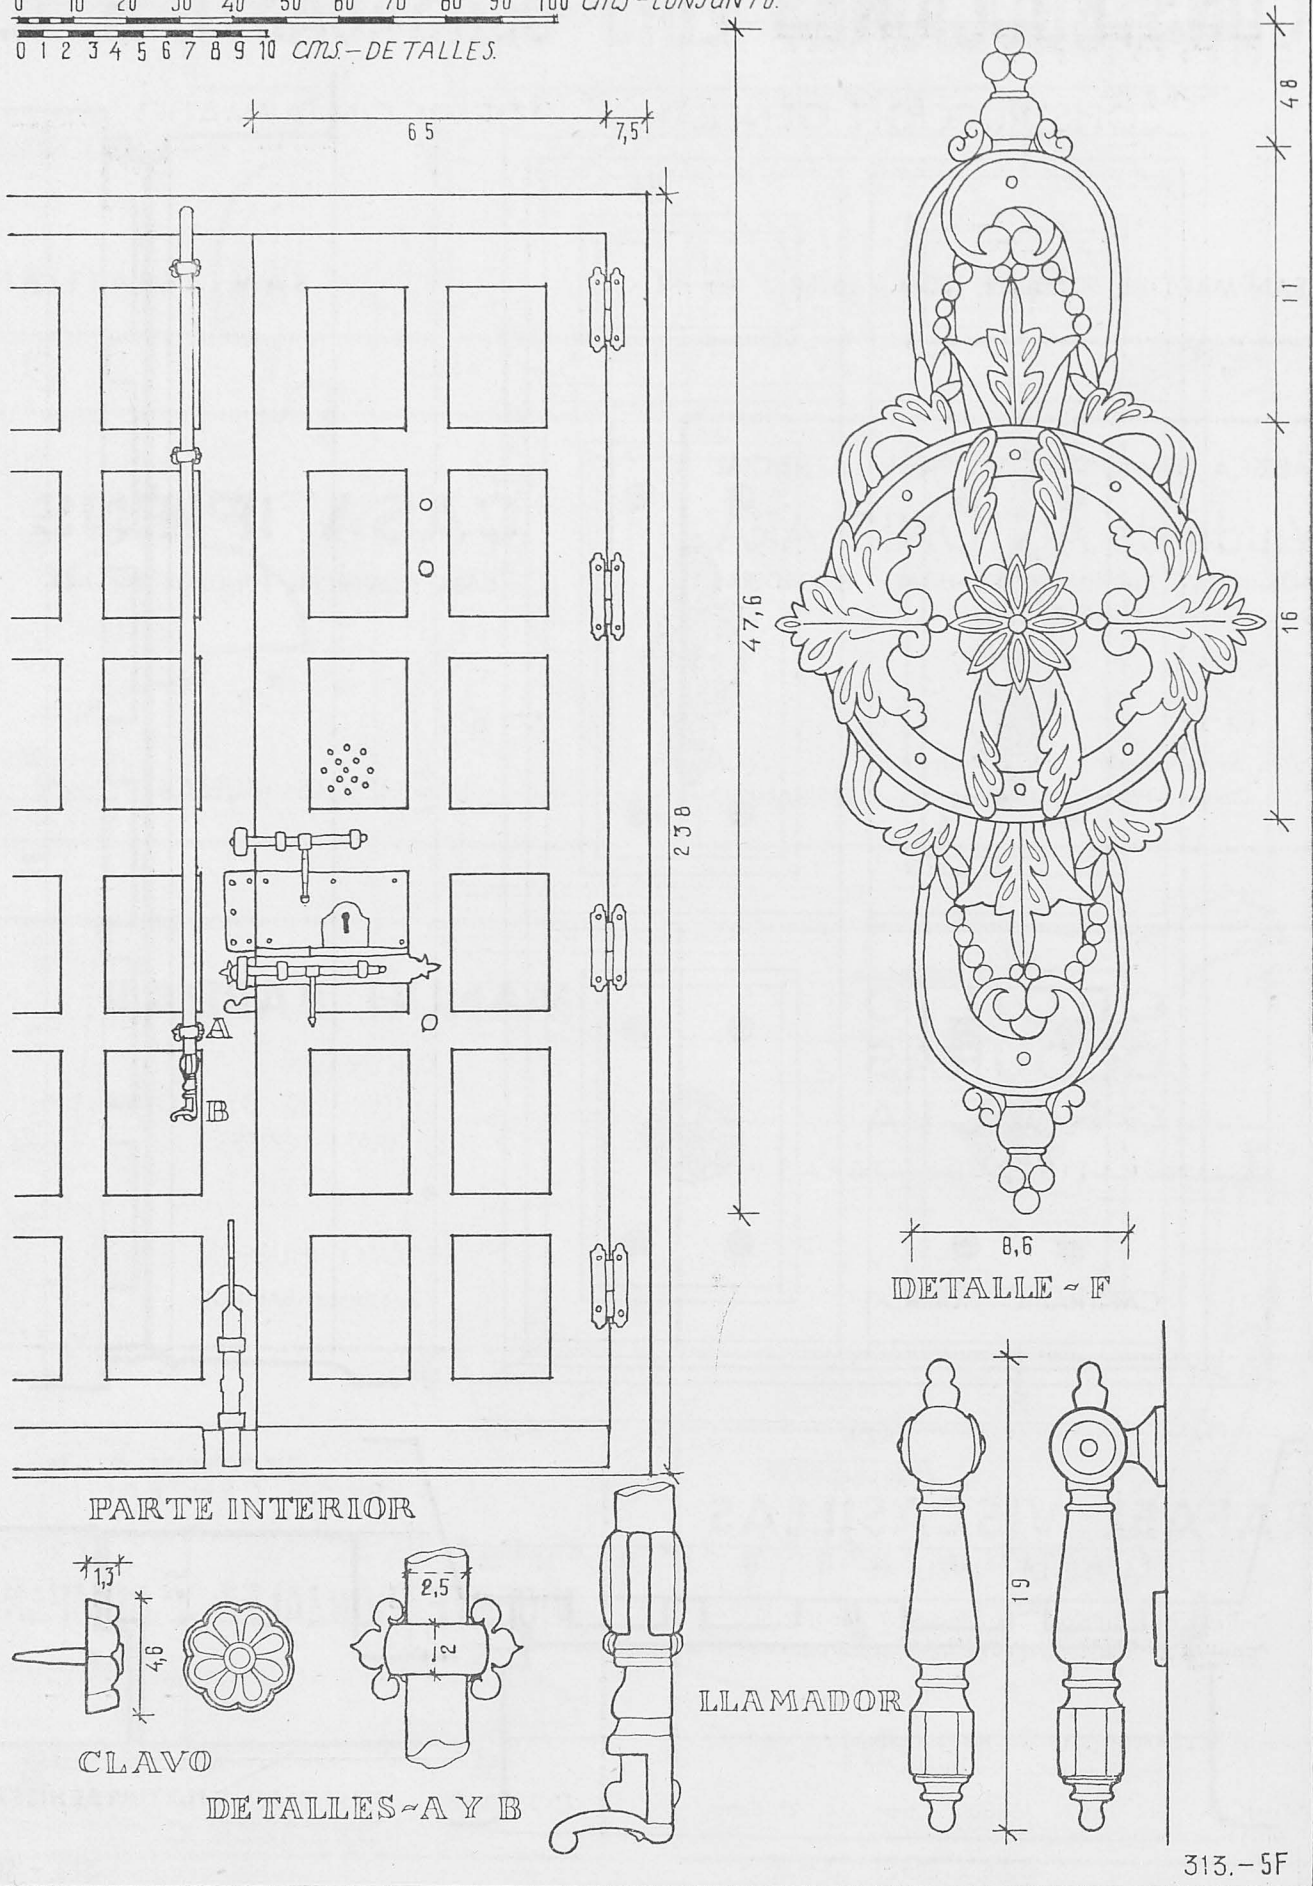 0 10 20 30 40 50 60 70 80 90 100 CMS-CONJUNTO.
0 1 2 3 4 5 6 7 8 9 10 CMS.-DETALLES.
65
7,5
238
A
B
PARTE INTERIOR
47,6
48
11
16
8,6
DETALLE~F
1,3
4,6
CLAVO
2,5
2
DETALLES~A Y B
LLAMADOR
19
313.-5F